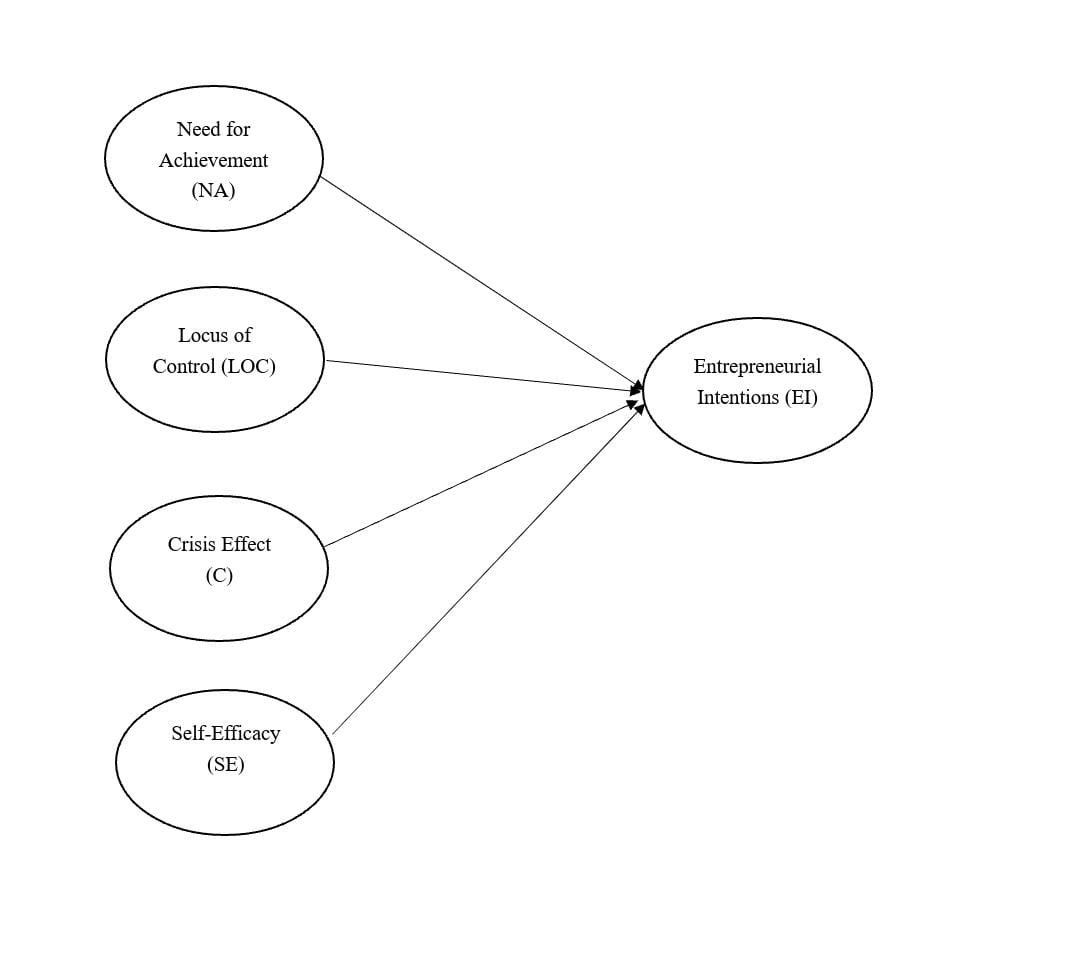 Need for
Achievement
(NA)
Locus of
Control (LOC)
Entrepreneurial
Intentions (EI)
Crisis Effect
(C)
Self-Efficacy
(SE)